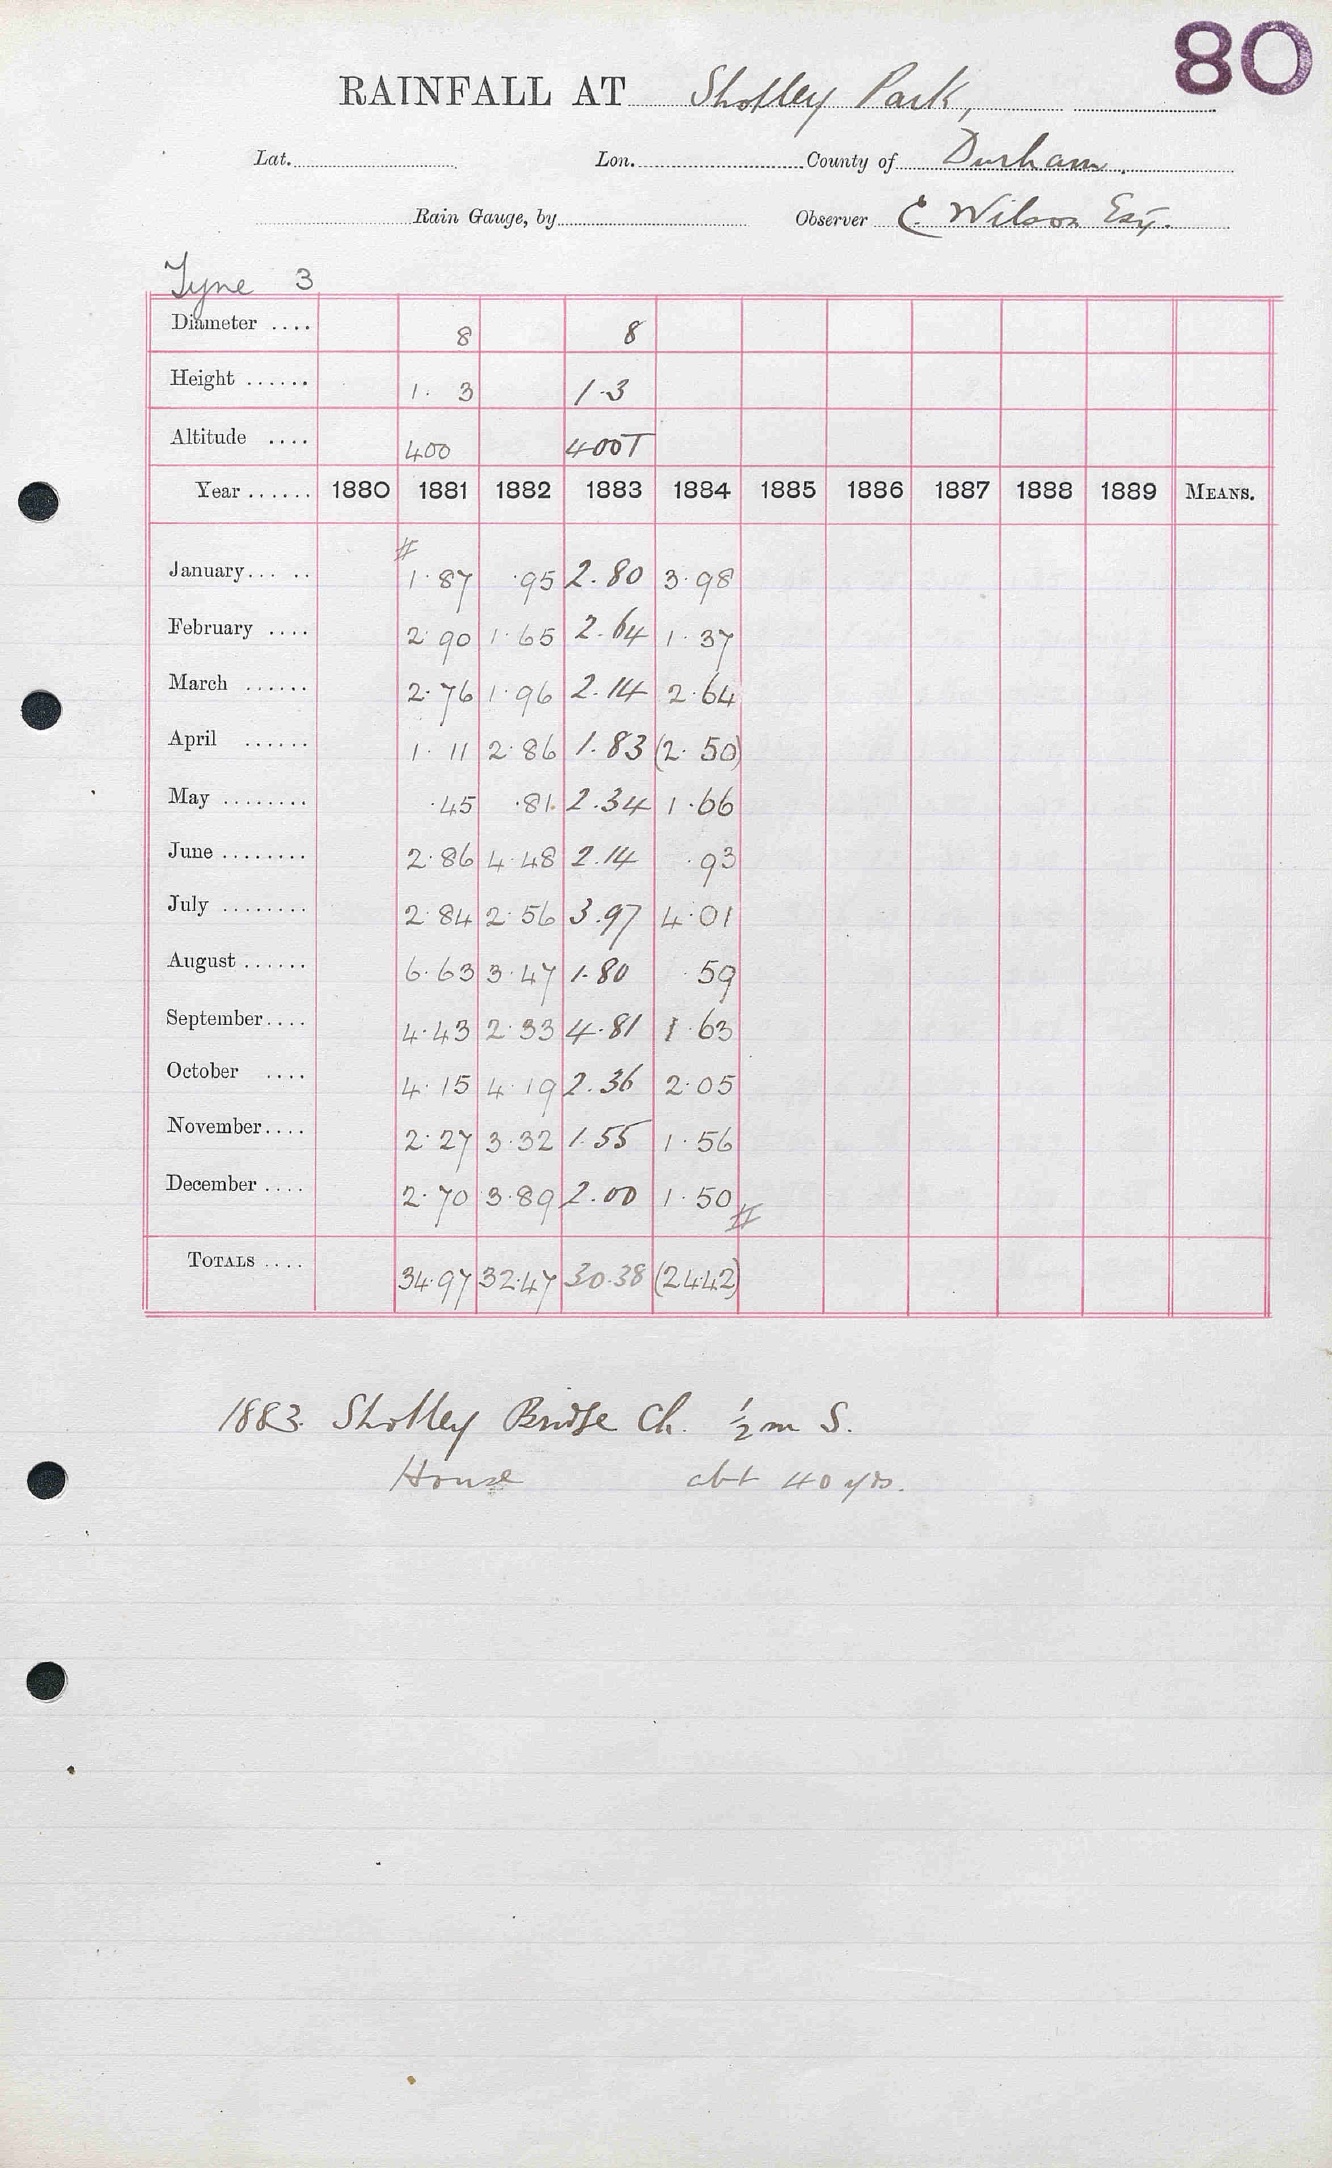 80
RAINFALL AT Shotley Park,
Lat. Lon. County of Durham.
Rain Gauge, by Observer E. Wilson Esq.
Tyne 3
Diameter .... 8 8
Height ...... 1. 3 1.3
Altitude .... 400 400T
Year ...... 1880 1881 1882 1883 1884 1885 1886 1887 1888 1889 MEANS.
#
January... .. 1.87 .95 2.80 3.98
February .... 2.90 1.65 2.64 1.37
March ...... 2.76 1.96 2.14 2.64
April ...... 1.11 2.86 1.83 (2.50)
May ........ .45 .81 2.34 1.66
June ........ 2.86 4.48 2.14 .93
July ........ 2.84 2.56 3.97 4.01
August ...... 6.63 3.47 1.80 .59
September.... 4.43 2.33 4.81 1.63
October .... 4.15 4.19 2.36 2.05
November.... 2.27 3.32 1.55 1.56
December .... 2.70 3.89 2.00 1.50
#
TOTALS .... 34.97 32.47 30.38 (24.42)
1883. Shotley Bridge Ch. ½ m S.
House abt 40 yds.